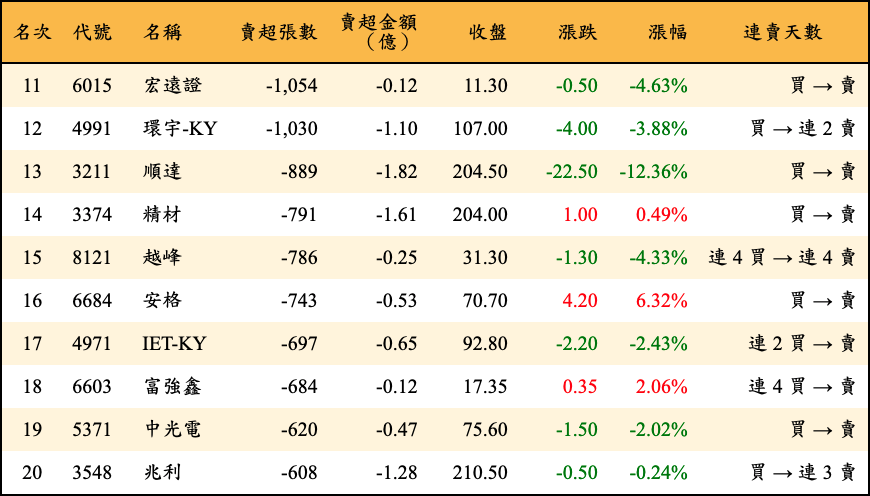 名次 代號 名稱 賣超張數 賣超金額（億） 收盤 漲跌 漲幅 連賣天數
11 6015 宏遠證 -1,054 -0.12 11.30 -0.50 -4.63% 買 → 賣
12 4991 環宇-KY -1,030 -1.10 107.00 -4.00 -3.88% 買 → 連 2 賣
13 3211 順達 -889 -1.82 204.50 -22.50 -12.36% 買 → 賣
14 3374 精材 -791 -1.61 204.00 1.00 0.49% 買 → 賣
15 8121 越峰 -786 -0.25 31.30 -1.30 -4.33% 連 4 買 → 連 4 賣
16 6684 安格 -743 -0.53 70.70 4.20 6.32% 買 → 賣
17 4971 IET-KY -697 -0.65 92.80 -2.20 -2.43% 連 2 買 → 賣
18 6603 富強鑫 -684 -0.12 17.35 0.35 2.06% 連 4 買 → 賣
19 5371 中光電 -620 -0.47 75.60 -1.50 -2.02% 買 → 賣
20 3548 兆利 -608 -1.28 210.50 -0.50 -0.24% 買 → 連 3 賣